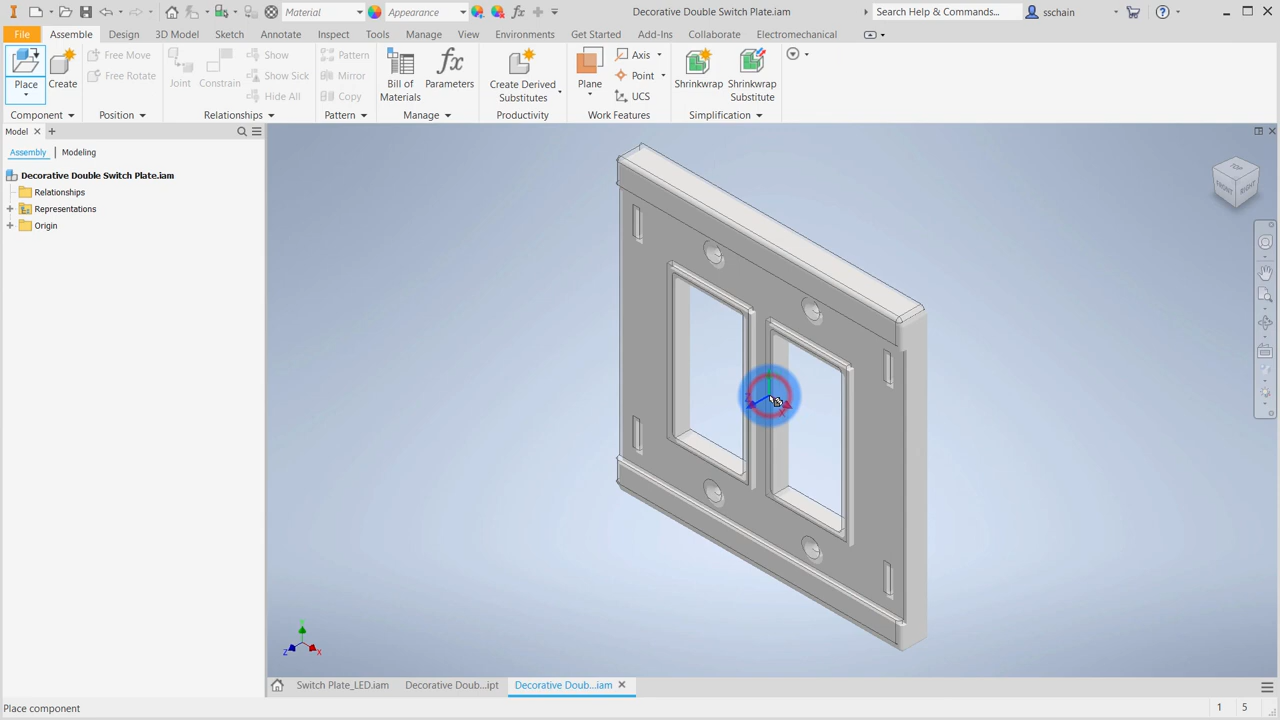 Material
Appearance
Decorative Double Switch Plate.iam
Search Help & Commands...
sschain
File
Assemble
Design
3D Model
Sketch
Annotate
Inspect
Tools
Manage
View
Environments
Get Started
Add-Ins
Collaborate
Electromechanical
Place
Create
Free Move
Free Rotate
Joint
Constrain
Show
Show Sick
Hide All
Pattern
Mirror
Copy
Bill of
Materials
Parameters
Create Derived
Substitutes
Plane
Axis
Point
UCS
Shrinkwrap
Shrinkwrap
Substitute
Component
Position
Relationships
Pattern
Manage
Productivity
Work Features
Simplification
Model
Assembly
Modeling
Decorative Double Switch Plate.iam
Relationships
Representations
Origin
TOP
FRONT
RIGHT
Z
X
Y
Z
X
Switch Plate_LED.iam
Decorative Doub...ipt
Decorative Doub...iam
Place component
1
5